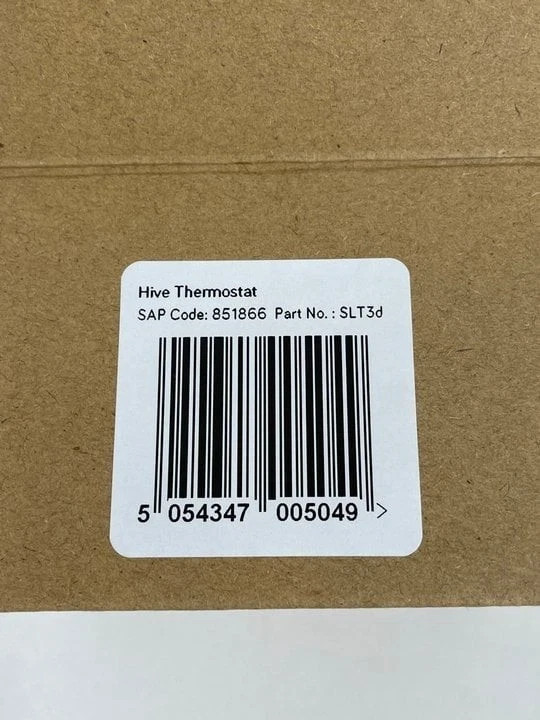 Hive Thermostat
SAP Code: 851866 Part No. : SLT3d
5 054347 005049 >